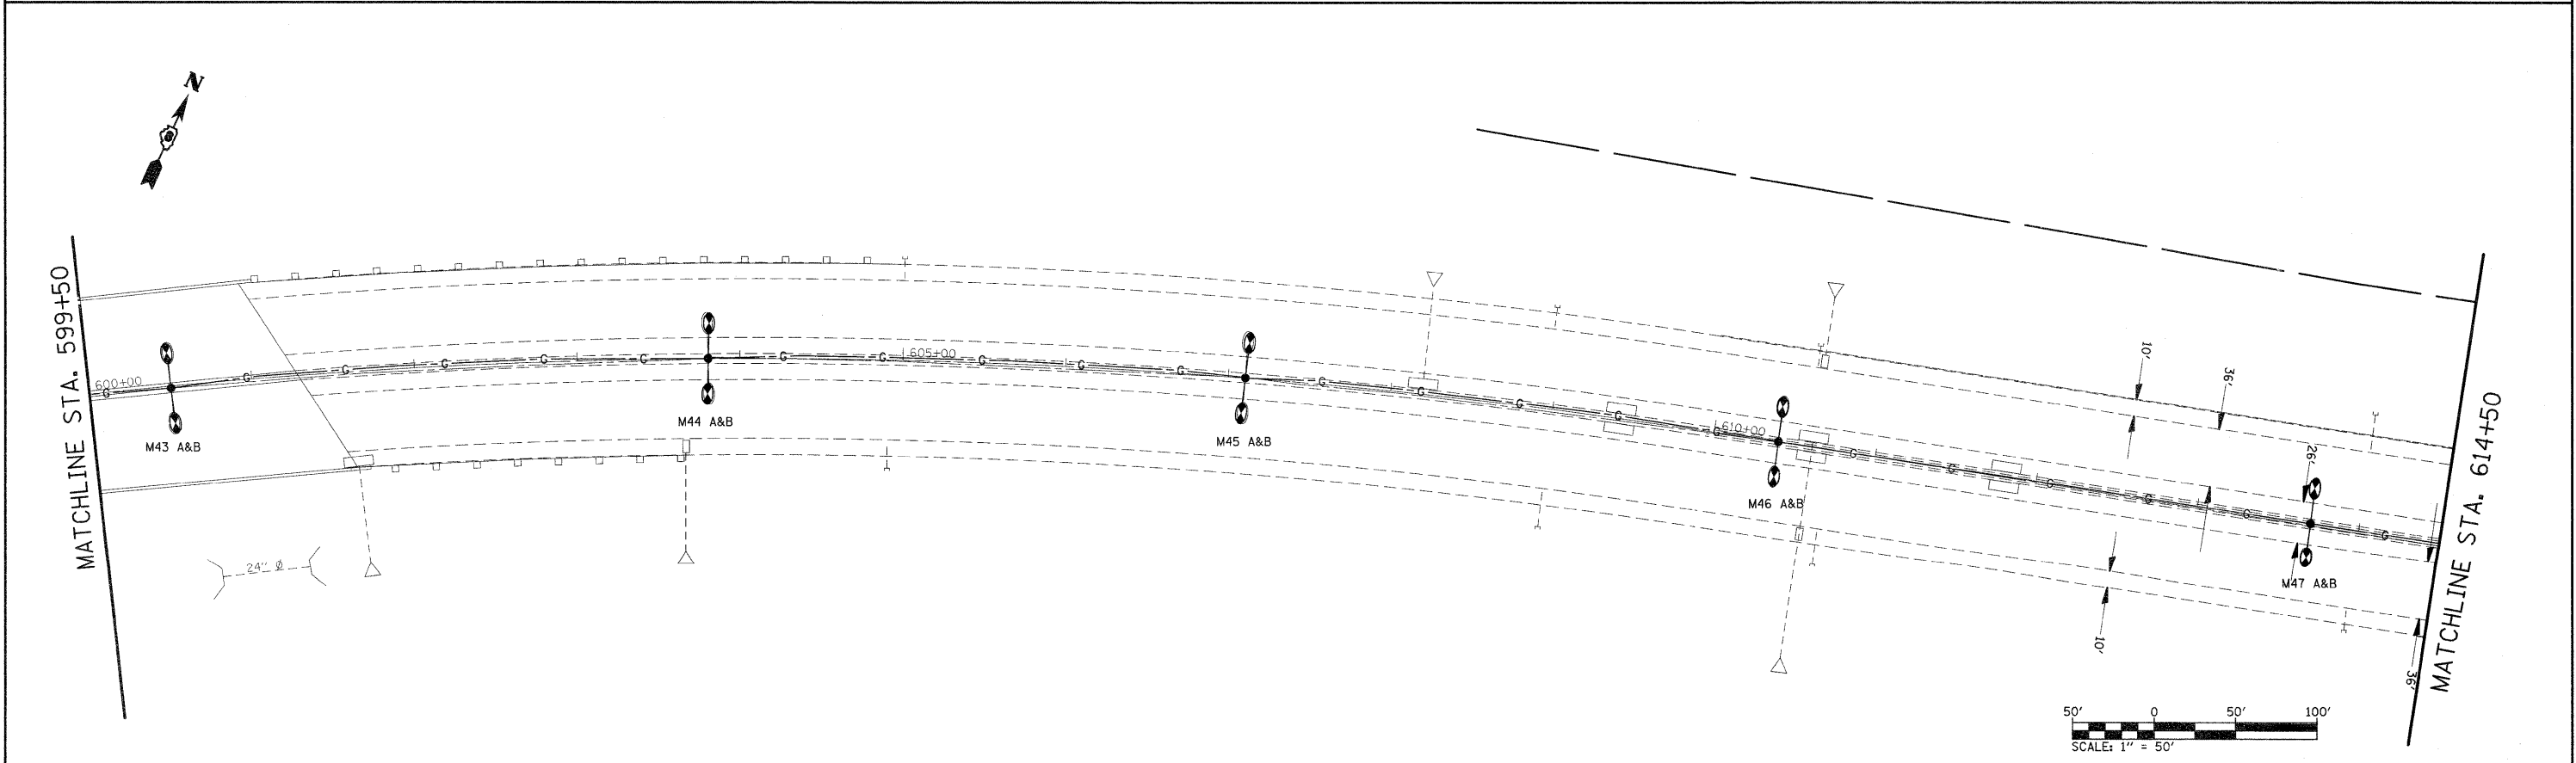 N
MATCHLINE STA. 599+50
600+00
M43 A&B
M44 A&B
605+00
M45 A&B
610+00
M46 A&B
M47 A&B
10'
36'
26'
10'
36'
MATCHLINE STA. 614+50
24" Ø
G G G G G G G G G G G G G G G G G G G G G G G G
50' 0 50' 100'
SCALE: 1" = 50'